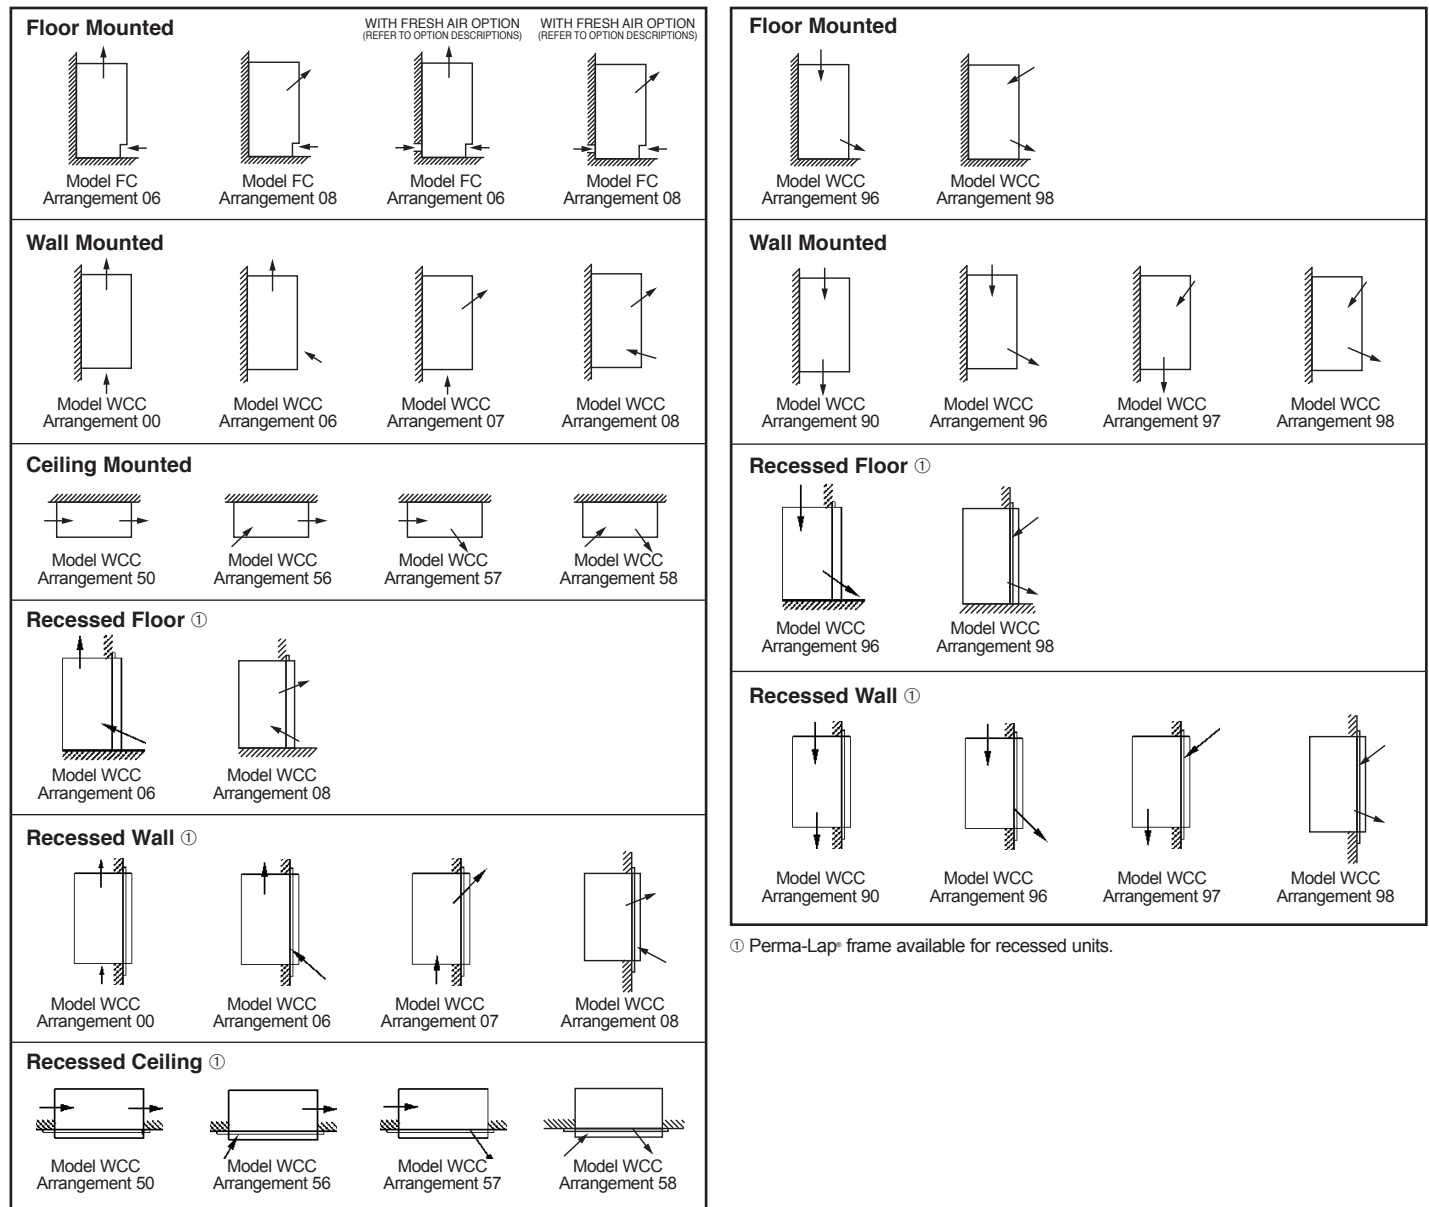 Floor Mounted
WITH FRESH AIR OPTION
(REFER TO OPTION DESCRIPTIONS)
WITH FRESH AIR OPTION
(REFER TO OPTION DESCRIPTIONS)
Model FC
Arrangement 06
Model FC
Arrangement 08
Model FC
Arrangement 06
Model FC
Arrangement 08
Wall Mounted
Model WCC
Arrangement 00
Model WCC
Arrangement 06
Model WCC
Arrangement 07
Model WCC
Arrangement 08
Ceiling Mounted
Model WCC
Arrangement 50
Model WCC
Arrangement 56
Model WCC
Arrangement 57
Model WCC
Arrangement 58
Recessed Floor ①
Model WCC
Arrangement 06
Model WCC
Arrangement 08
Recessed Wall ①
Model WCC
Arrangement 00
Model WCC
Arrangement 06
Model WCC
Arrangement 07
Model WCC
Arrangement 08
Recessed Ceiling ①
Model WCC
Arrangement 50
Model WCC
Arrangement 56
Model WCC
Arrangement 57
Model WCC
Arrangement 58
Floor Mounted
Model WCC
Arrangement 96
Model WCC
Arrangement 98
Wall Mounted
Model WCC
Arrangement 90
Model WCC
Arrangement 96
Model WCC
Arrangement 97
Model WCC
Arrangement 98
Recessed Floor ①
Model WCC
Arrangement 96
Model WCC
Arrangement 98
Recessed Wall ①
Model WCC
Arrangement 90
Model WCC
Arrangement 96
Model WCC
Arrangement 97
Model WCC
Arrangement 98
① Perma-Lap® frame available for recessed units.